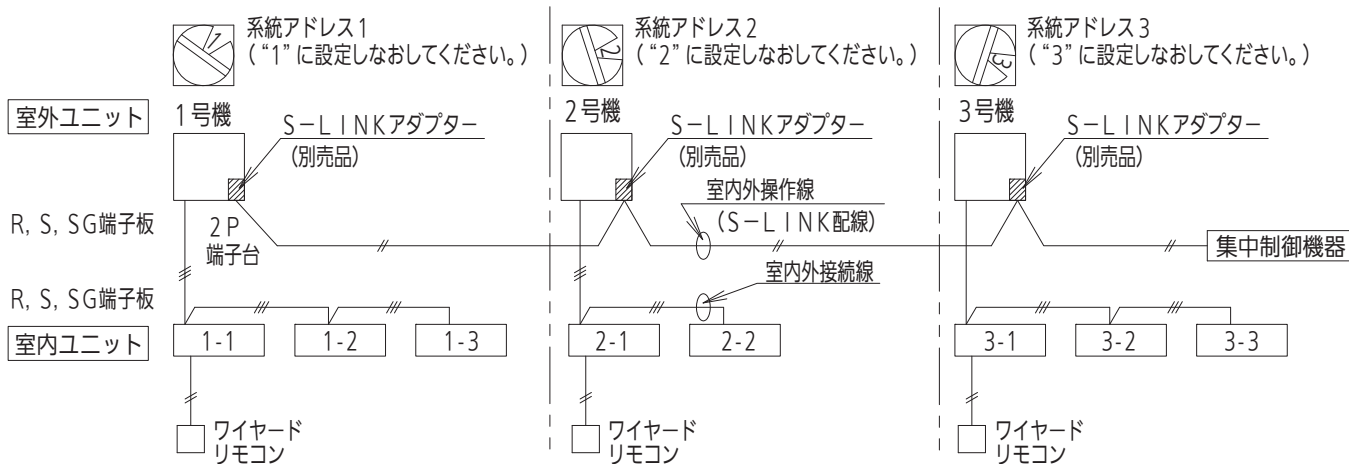 系統アドレス1
(“1”に設定しなおしてください。)
系統アドレス2
(“2”に設定しなおしてください。)
系統アドレス3
(“3”に設定しなおしてください。)
1
2
3
室外ユニット
1号機
S-LINKアダプター
(別売品)
2号機
S-LINKアダプター
(別売品)
3号機
S-LINKアダプター
(別売品)
R, S, SG端子板
2P
端子台
室内外操作線
(S-LINK配線)
集中制御機器
室内外接続線
R, S, SG端子板
室内ユニット
1-1
1-2
1-3
2-1
2-2
3-1
3-2
3-3
ワイヤード
リモコン
ワイヤード
リモコン
ワイヤード
リモコン